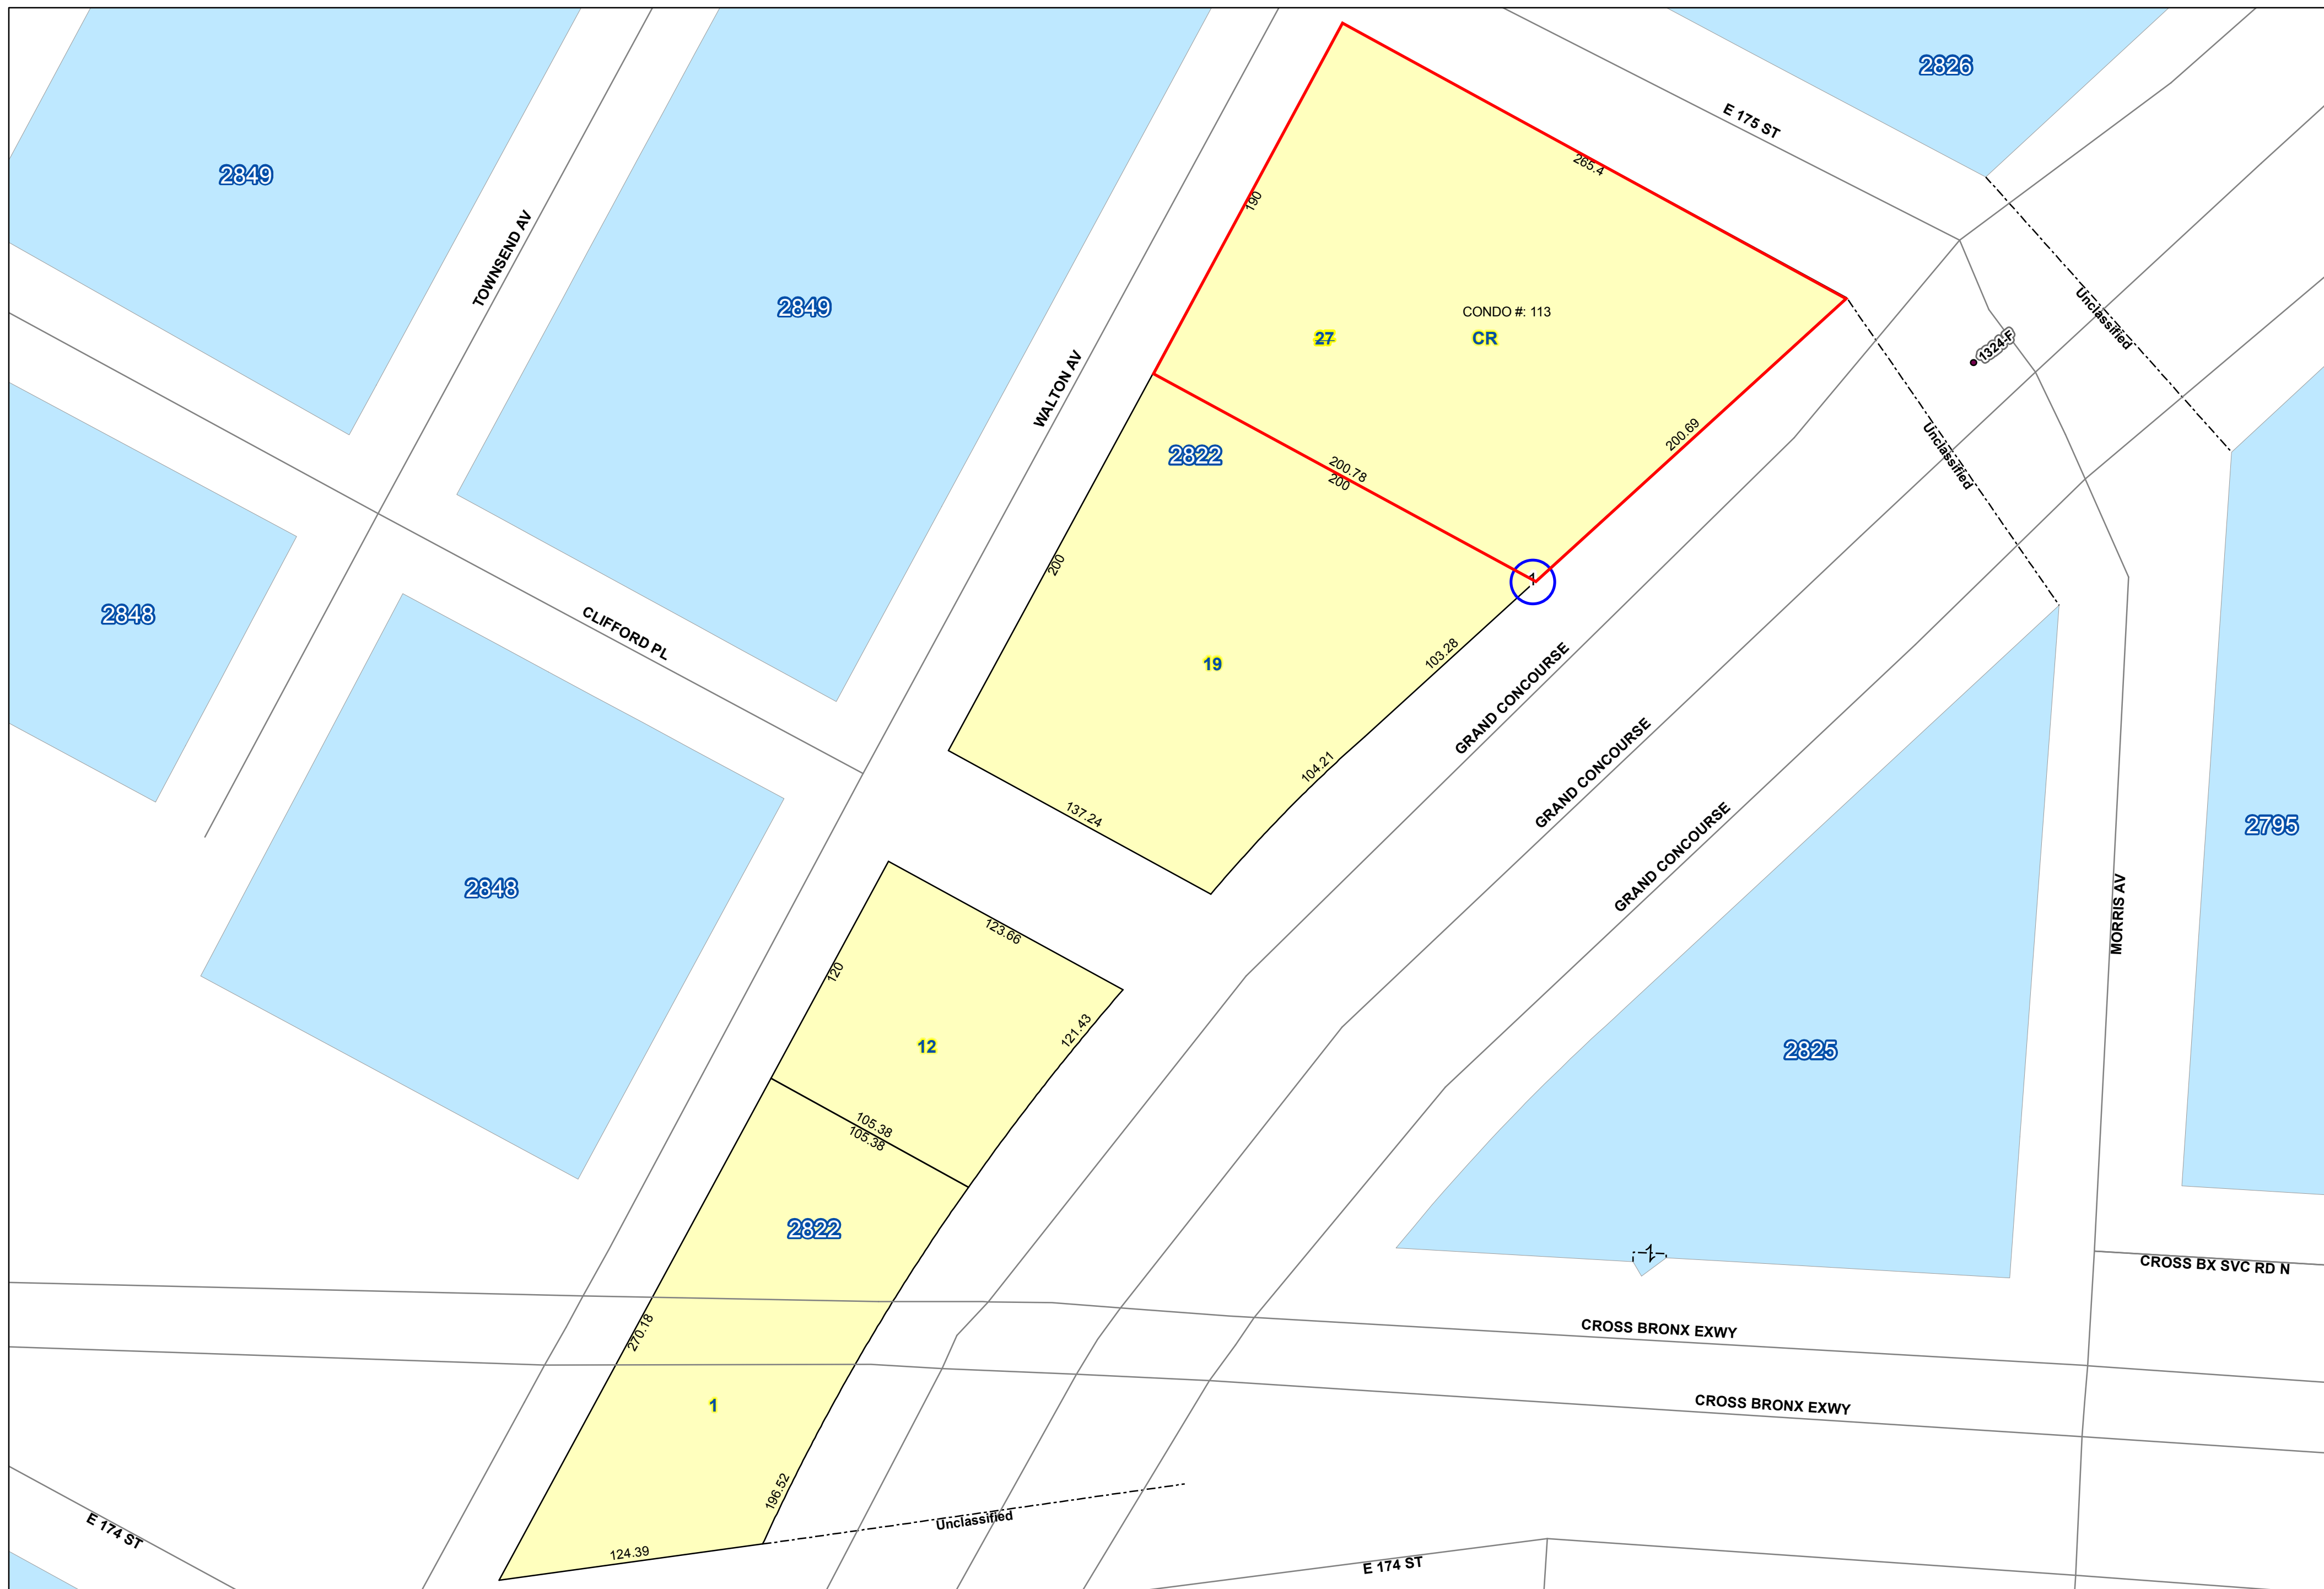 2826
E 175 ST
265.4
2849
190
TOWNSEND AV
2849
Unclassified
CONDO #: 113
27
CR
1324-F
WALTON AV
200.69
Unclassified
2822
200.78
200
200
2848
CLIFFORD PL
19
103.28
GRAND CONCOURSE
104.21
GRAND CONCOURSE
137.24
GRAND CONCOURSE
2795
2848
123.66
MORRIS AV
120
121.43
12
2825
105.38
105.38
2822
CROSS BX SVC RD N
270.18
CROSS BRONX EXWY
1
CROSS BRONX EXWY
196.52
Unclassified
E 174 ST
124.39
E 174 ST